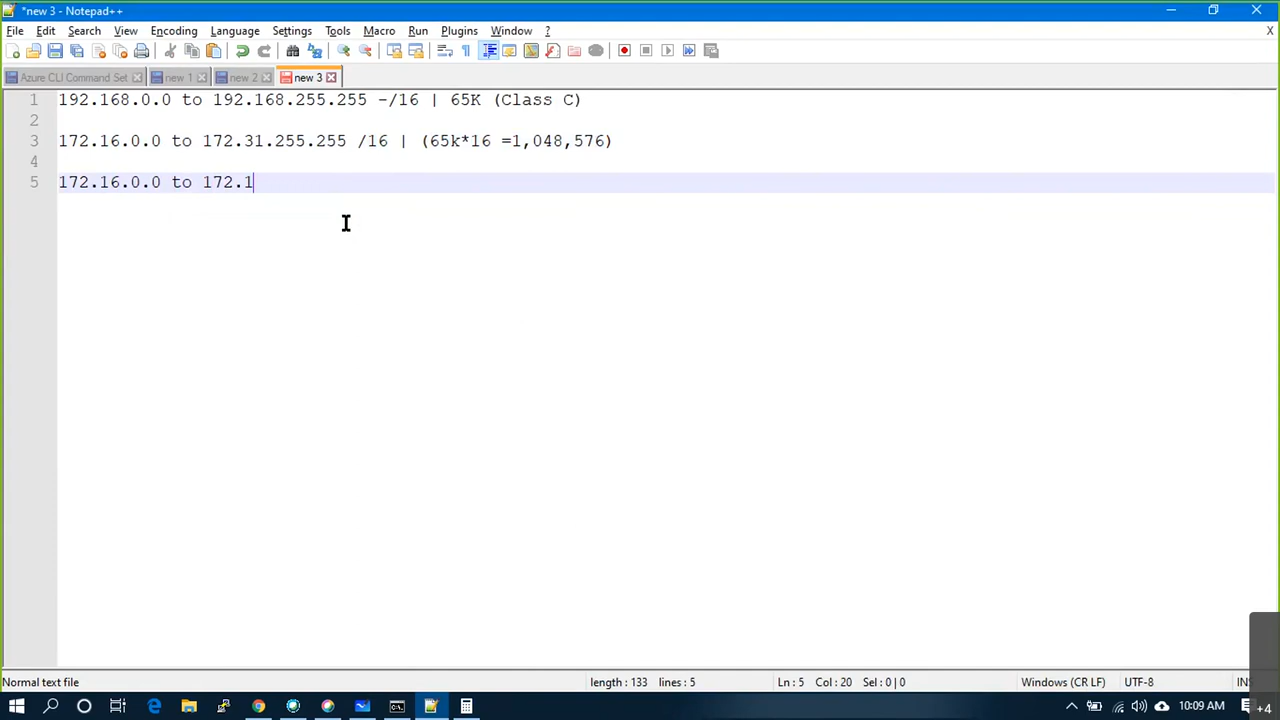 *new 3 - Notepad++
File Edit Search View Encoding Language Settings Tools Macro Run Plugins Window ? X
Azure CLI Command Set new 1 new 2 new 3
1 192.168.0.0 to 192.168.255.255 -/16 | 65K (Class C)
2
3 172.16.0.0 to 172.31.255.255 /16 | (65k*16 =1,048,576)
4
5 172.16.0.0 to 172.1
Normal text file length : 133 lines : 5 Ln : 5 Col : 20 Sel : 0 | 0 Windows (CR LF) UTF-8 IN
10:09 AM +4